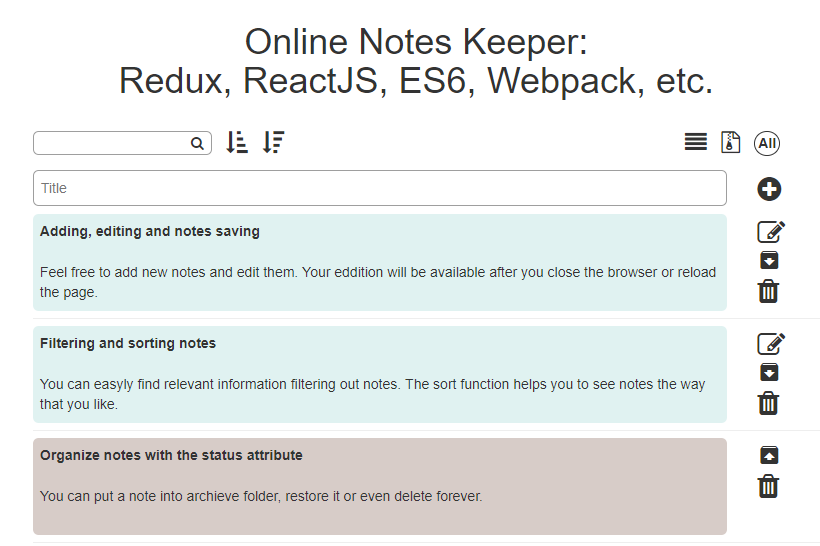 Online Notes Keeper:
Redux, ReactJS, ES6, Webpack, etc.
All
Title
Adding, editing and notes saving
Feel free to add new notes and edit them. Your eddition will be available after you close the browser or reload
the page.
Filtering and sorting notes
You can easyly find relevant information filtering out notes. The sort function helps you to see notes the way
that you like.
Organize notes with the status attribute
You can put a note into archieve folder, restore it or even delete forever.